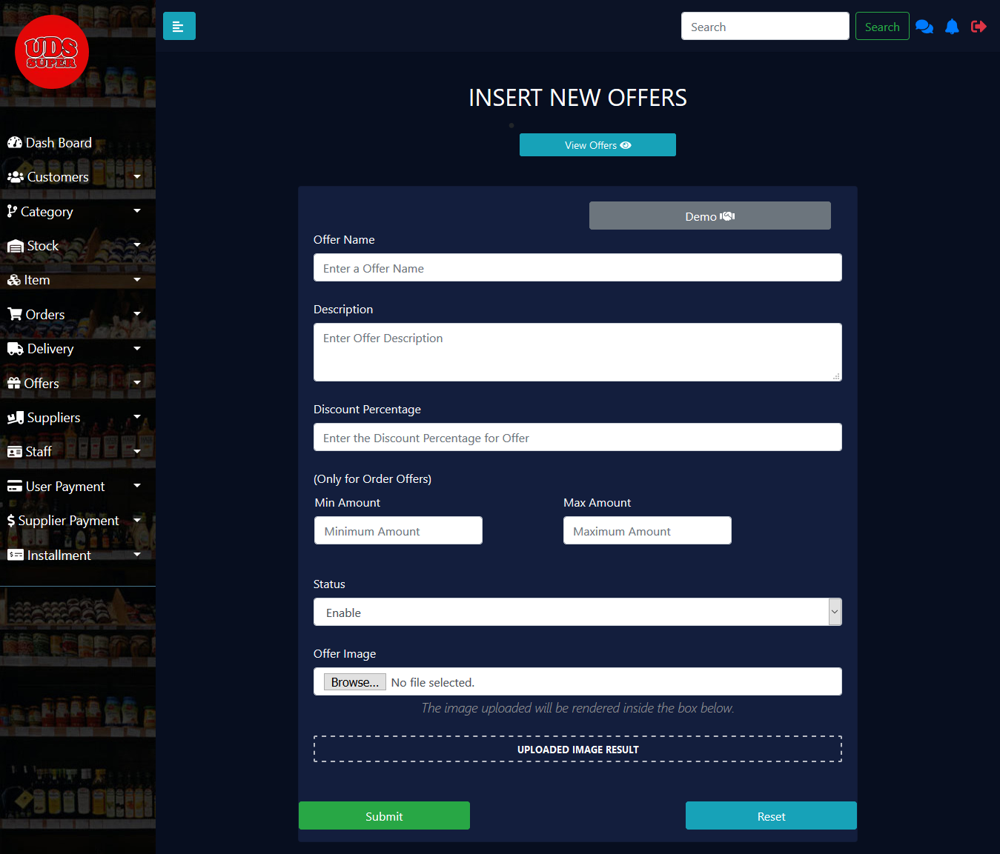 UDS
SUPER
Search
Search
INSERT NEW OFFERS
View Offers
Dash Board
Customers
Category
Stock
Item
Orders
Delivery
Offers
Suppliers
Staff
User Payment
Supplier Payment
Installment
Demo
Offer Name
Enter a Offer Name
Description
Enter Offer Description
Discount Percentage
Enter the Discount Percentage for Offer
(Only for Order Offers)
Min Amount
Max Amount
Minimum Amount
Maximum Amount
Status
Enable
Offer Image
Browse... No file selected.
The image uploaded will be rendered inside the box below.
UPLOADED IMAGE RESULT
Submit
Reset